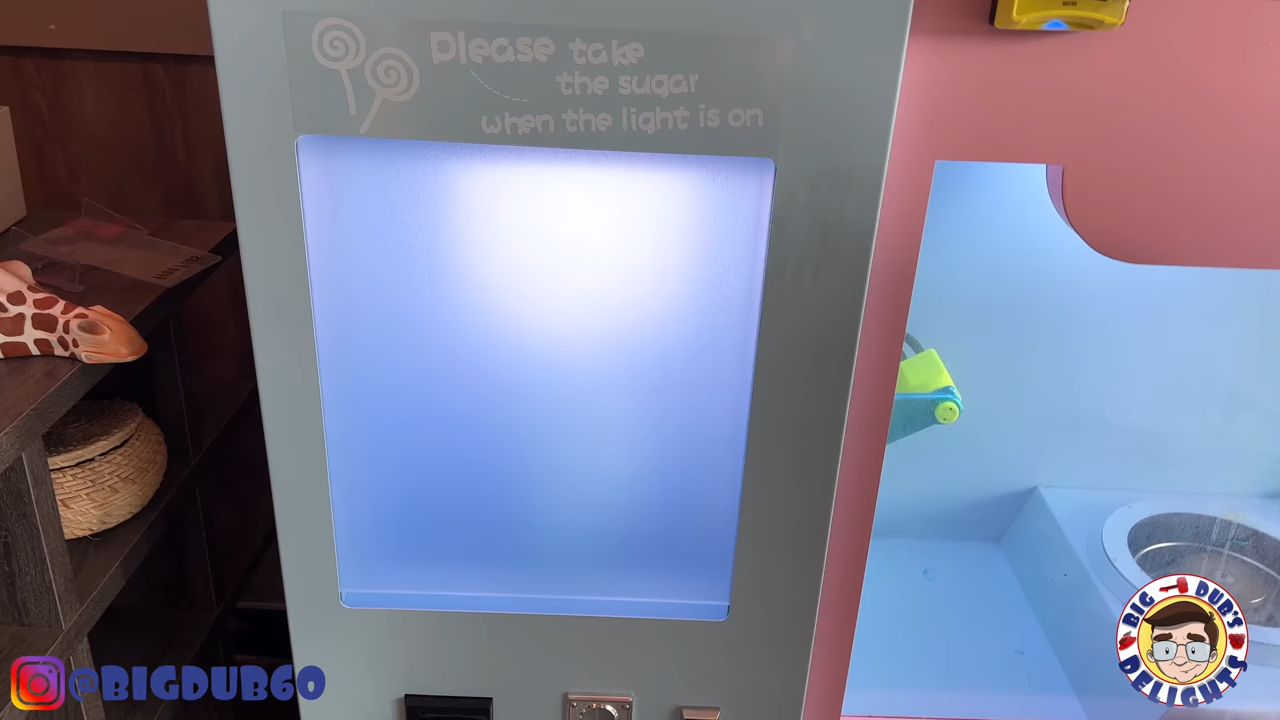 Please take
the sugar
when the light is on
@BIGDUB60
BIG DUB'S
DELIGHTS